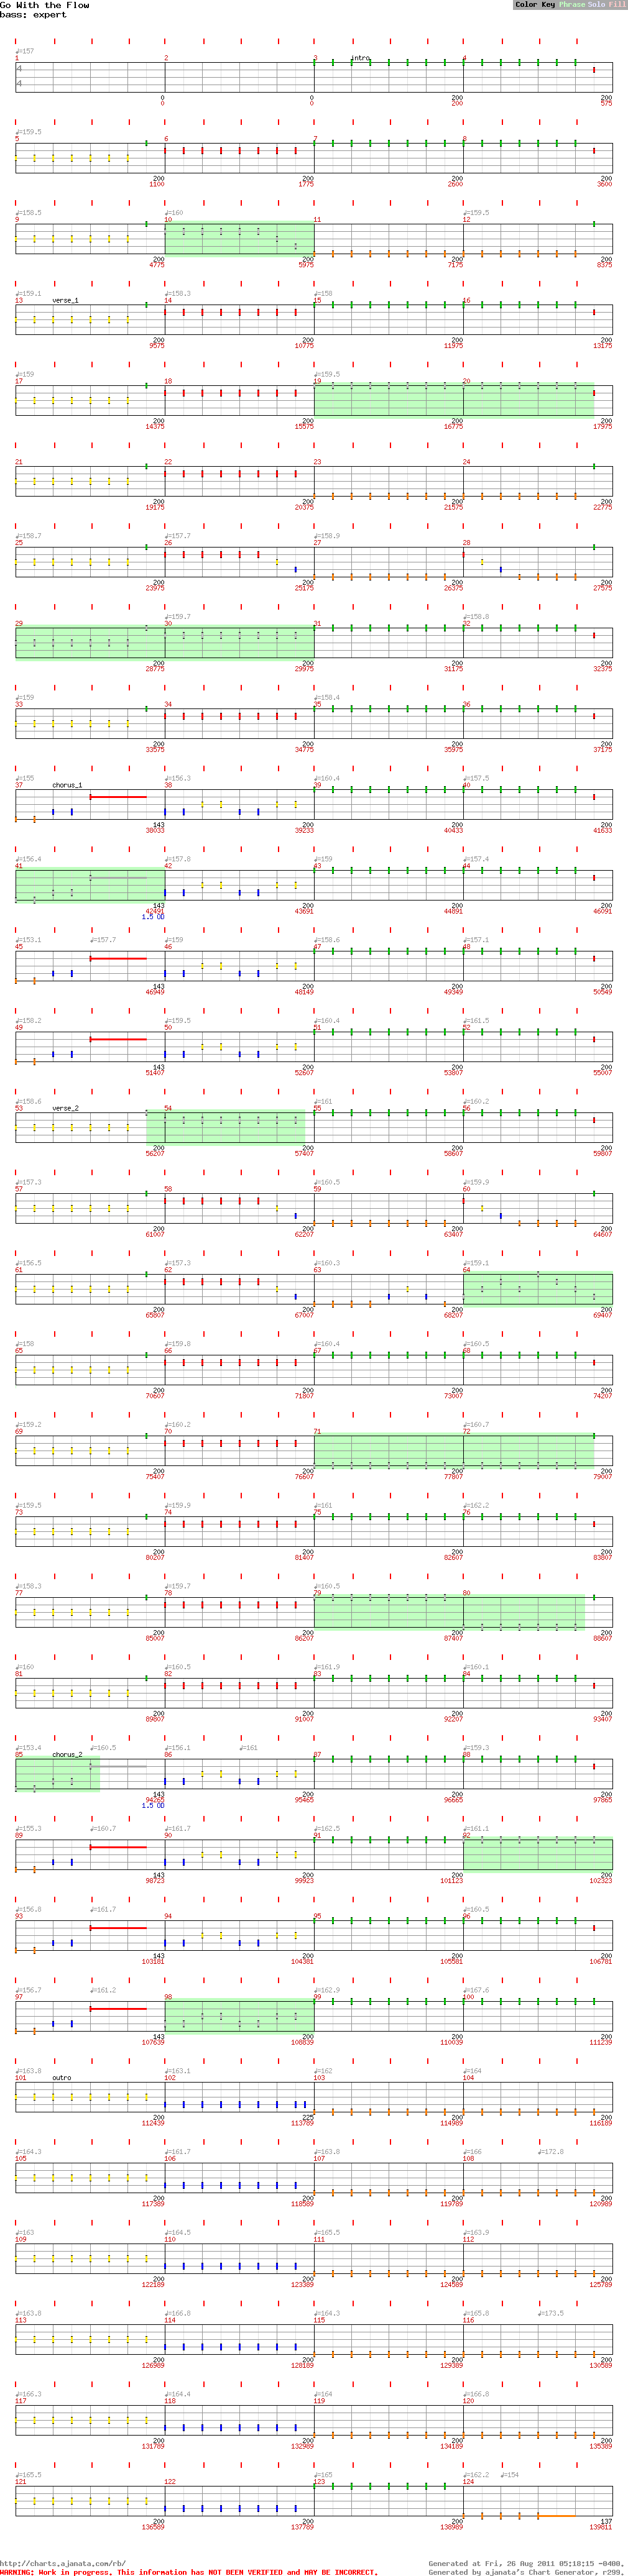 Go With the Flow
bass: expert
Color Key Phrase Solo Fill
♩=157
1 2 3 intro 4
0 0 200 200
0 0 200 575
♩=159.5
5 6 7 8
200 200 200 200
1100 1775 2600 3600
♩=158.5 ♩=160 ♩=159.5
9 10 11 12
200 200 200 200
4775 5975 7175 8375
♩=159.1 ♩=158.3 ♩=158
13 verse_1 14 15 16
200 200 200 200
9575 10775 11975 13175
♩=159 ♩=159.5
17 18 19 20
200 200 200 200
14375 15575 16775 17975
21 22 23 24
200 200 200 200
19175 20375 21575 22775
♩=158.7 ♩=157.7 ♩=158.9
25 26 27 28
200 200 200 200
23975 25175 26375 27575
♩=159.7 ♩=158.8
29 30 31 32
200 200 200 200
28775 29975 31175 32375
♩=159 ♩=158.4
33 34 35 36
200 200 200 200
33575 34775 35975 37175
♩=155 ♩=156.3 ♩=160.4 ♩=157.5
37 chorus_1 38 39 40
143 200 200 200
38033 39233 40433 41633
♩=156.4 ♩=157.8 ♩=159 ♩=157.4
41 42 43 44
143 200 200 200
42491 43691 44891 46091
1.5 OD
♩=153.1 ♩=157.7 ♩=159 ♩=158.6 ♩=157.1
45 46 47 48
143 200 200 200
46949 48149 49349 50549
♩=158.2 ♩=159.5 ♩=160.4 ♩=161.5
49 50 51 52
143 200 200 200
51407 52607 53807 55007
♩=158.6 ♩=161 ♩=160.2
53 verse_2 54 55 56
200 200 200 200
56207 57407 58607 59807
♩=157.3 ♩=160.5 ♩=159.9
57 58 59 60
200 200 200 200
61007 62207 63407 64607
♩=156.5 ♩=157.3 ♩=160.3 ♩=159.1
61 62 63 64
200 200 200 200
65807 67007 68207 69407
♩=158 ♩=159.8 ♩=160.4 ♩=160.5
65 66 67 68
200 200 200 200
70607 71807 73007 74207
♩=159.2 ♩=160.2 ♩=160.7
69 70 71 72
200 200 200 200
75407 76607 77807 79007
♩=159.5 ♩=159.9 ♩=161 ♩=162.2
73 74 75 76
200 200 200 200
80207 81407 82607 83807
♩=158.3 ♩=159.7 ♩=160.5
77 78 79 80
200 200 200 200
85007 86207 87407 88607
♩=160 ♩=160.5 ♩=161.9 ♩=160.1
81 82 83 84
200 200 200 200
89807 91007 92207 93407
♩=153.4 ♩=160.5 ♩=156.1 ♩=161 ♩=159.3
85 chorus_2 86 87 88
143 200 200 200
94265 95465 96665 97865
1.5 OD
♩=155.3 ♩=160.7 ♩=161.7 ♩=162.5 ♩=161.1
89 90 91 92
143 200 200 200
98723 99923 101123 102323
♩=156.8 ♩=161.7 ♩=160.5
93 94 95 96
143 200 200 200
103181 104381 105581 106781
♩=156.7 ♩=161.2 ♩=162.9 ♩=167.6
97 98 99 100
143 200 200 200
107639 108839 110039 111239
♩=163.8 ♩=163.1 ♩=162 ♩=164
101 outro 102 103 104
200 225 200 200
112439 113789 114989 116189
♩=164.3 ♩=161.7 ♩=163.8 ♩=166 ♩=172.8
105 106 107 108
200 200 200 200
117389 118589 119789 120989
♩=163 ♩=164.5 ♩=165.5 ♩=163.9
109 110 111 112
200 200 200 200
122189 123389 124589 125789
♩=163.8 ♩=166.8 ♩=164.3 ♩=165.8 ♩=173.5
113 114 115 116
200 200 200 200
126989 128189 129389 130589
♩=166.3 ♩=164.4 ♩=164 ♩=166.8
117 118 119 120
200 200 200 200
131789 132989 134189 135389
♩=165.5 ♩=165 ♩=162.2 ♩=154
121 122 123 124
200 200 200 137
136589 137789 138989 139811
http://charts.ajanata.com/rb/ Generated at Fri, 26 Aug 2011 05:18:15 -0400.
WARNING: Work in progress. This information has NOT BEEN VERIFIED and MAY BE INCORRECT. Generated by ajanata's Chart Generator, r299.